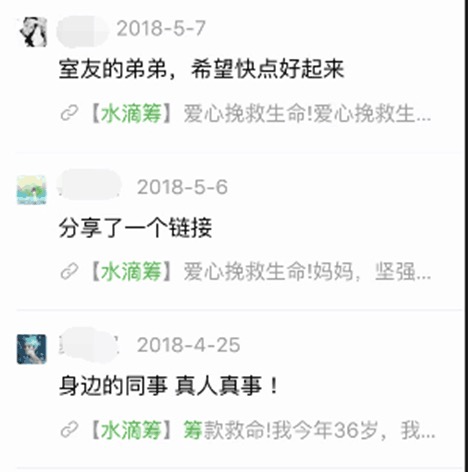 2018-5-7
室友的弟弟，希望快点好起来
【水滴筹】爱心挽救生命!爱心挽救生...
2018-5-6
分享了一个链接
【水滴筹】爱心挽救生命!妈妈，坚强...
2018-4-25
身边的同事 真人真事！
【水滴筹】筹款救命!我今年36岁，我...